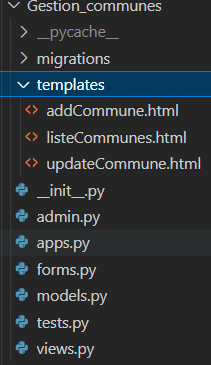 Gestion_communes
__pycache__
migrations
templates
addCommune.html
listeCommunes.html
updateCommune.html
__init__.py
admin.py
apps.py
forms.py
models.py
tests.py
views.py